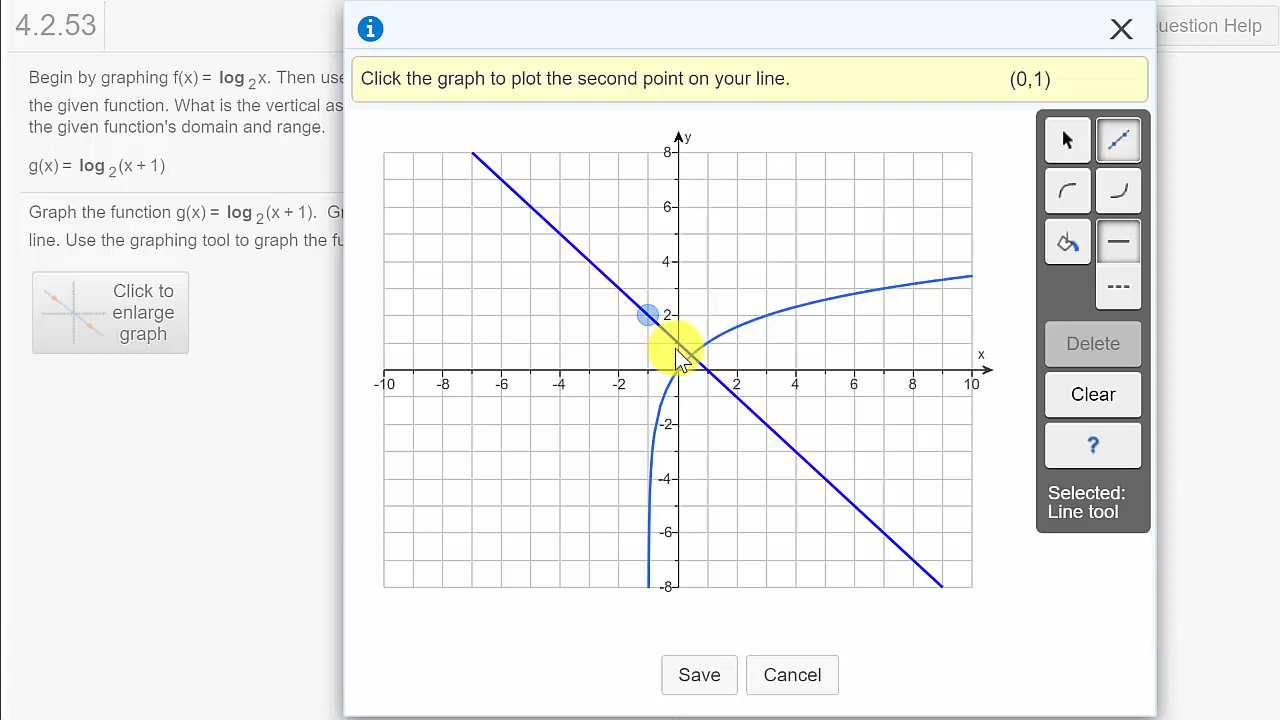 4.2.53
uestion Help
Begin by graphing f(x) = log 2 x. Then use
the given function. What is the vertical as
the given function's domain and range.
g(x) = log 2 (x + 1)
Graph the function g(x) = log 2 (x + 1). Gr
line. Use the graphing tool to graph the fu
Click to
enlarge
graph
i
Click the graph to plot the second point on your line. (0,1)
y
8
6
4
2
x
-10 -8 -6 -4 -2 2 4 6 8 10
-2
-4
-6
-8
Delete
Clear
?
Selected:
Line tool
Save Cancel